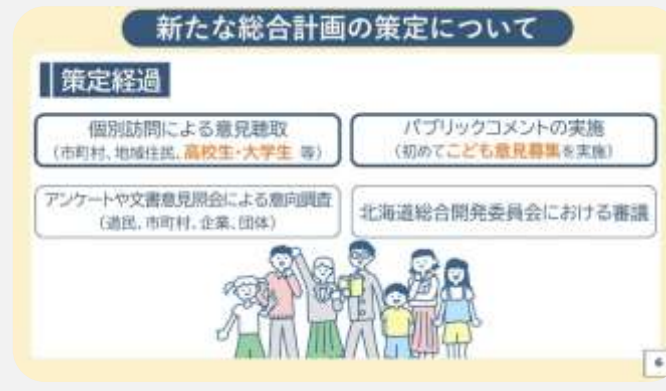 新たな総合計画の策定について
策定経過
個別訪問による意見聴取
(市町村、地域住民、高校生・大学生 等)
パブリックコメントの実施
(初めてこども意見募集を実施)
アンケートや文書意見照会による意向調査
(道民、市町村、企業、団体)
北海道総合開発委員会における審議
6